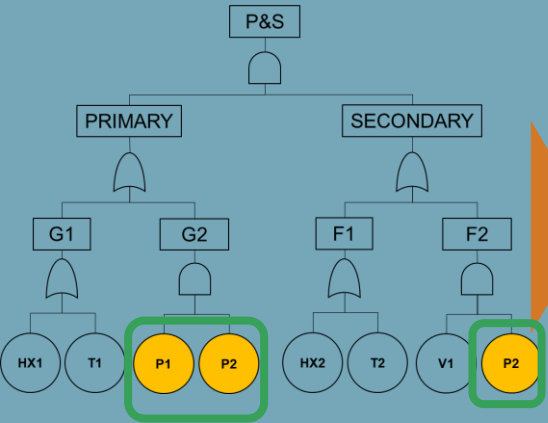 P&S
PRIMARY
SECONDARY
G1
G2
F1
F2
HX1
T1
P1
P2
HX2
T2
V1
P2